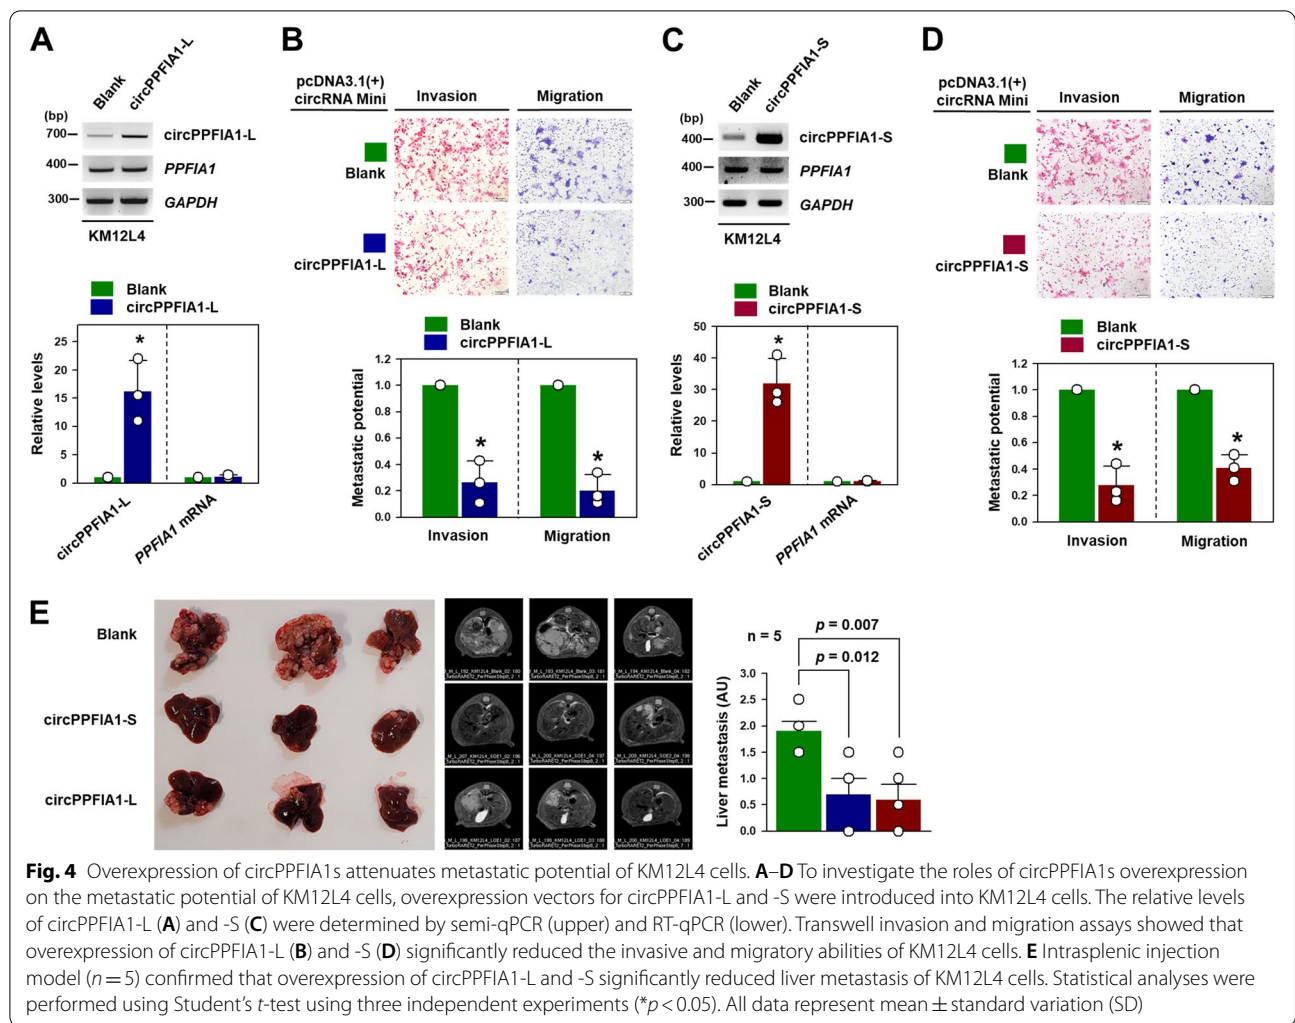 A
Blank
circPPFIA1-L
(bp)
700
circPPFIA1-L
400
PPFIA1
300
GAPDH
KM12L4
Blank
circPPFIA1-L
Relative levels
25
20
15
10
5
0
*
circPPFIA1-L
PPFIA1 mRNA
B
pcDNA3.1(+)
circRNA Mini
Invasion
Migration
Blank
circPPFIA1-L
Blank
circPPFIA1-L
Metastatic potential
1.2
1.0
0.8
0.6
0.4
0.2
0.0
*
*
Invasion
Migration
C
Blank
circPPFIA1-S
(bp)
400
circPPFIA1-S
400
PPFIA1
300
GAPDH
KM12L4
Blank
circPPFIA1-S
Relative levels
50
40
30
20
10
0
*
circPPFIA1-S
PPFIA1 mRNA
D
pcDNA3.1(+)
circRNA Mini
Invasion
Migration
Blank
circPPFIA1-S
Blank
circPPFIA1-S
Metastatic potential
1.2
1.0
0.8
0.6
0.4
0.2
0.0
*
*
Invasion
Migration
E
Blank
circPPFIA1-S
circPPFIA1-L
n = 5
p = 0.007
p = 0.012
Liver metastasis (AU)
3.0
2.5
2.0
1.5
1.0
0.5
0.0
Fig. 4 Overexpression of circPPFIA1s attenuates metastatic potential of KM12L4 cells. A–D To investigate the roles of circPPFIA1s overexpression
on the metastatic potential of KM12L4 cells, overexpression vectors for circPPFIA1-L and -S were introduced into KM12L4 cells. The relative levels
of circPPFIA1-L (A) and -S (C) were determined by semi-qPCR (upper) and RT-qPCR (lower). Transwell invasion and migration assays showed that
overexpression of circPPFIA1-L (B) and -S (D) significantly reduced the invasive and migratory abilities of KM12L4 cells. E Intrasplenic injection
model (n = 5) confirmed that overexpression of circPPFIA1-L and -S significantly reduced liver metastasis of KM12L4 cells. Statistical analyses were
performed using Student's t-test using three independent experiments (*p < 0.05). All data represent mean ± standard variation (SD)